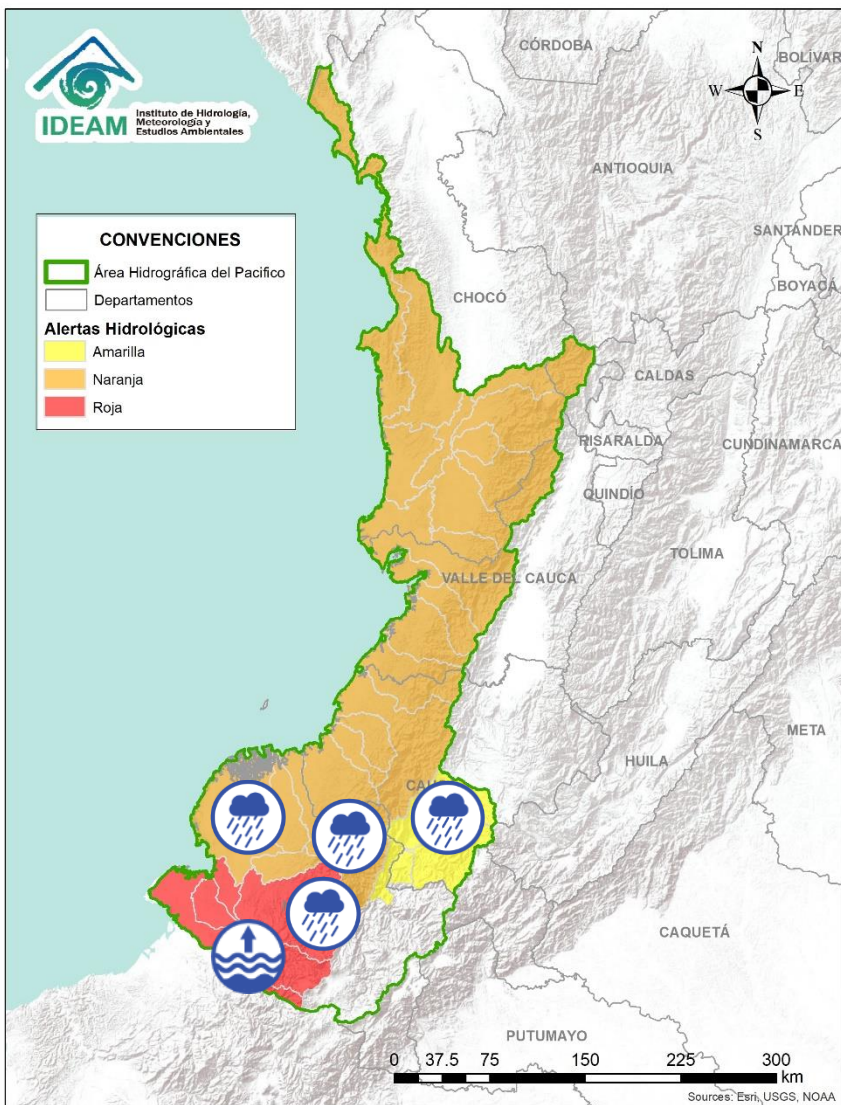 IDEAM
Instituto de Hidrología,
Meteorología y
Estudios Ambientales
CÓRDOBA
BOLÍVAR
N
W
E
S
ANTIOQUIA
SANTANDER
CONVENCIONES
Área Hidrográfica del Pacifico
Departamentos
Alertas Hidrológicas
Amarilla
Naranja
Roja
BOYACÁ
CHOCÓ
CALDAS
RISARALDA
CUNDINAMARCA
QUINDÍO
TOLIMA
VALLE DEL CAUCA
META
HUILA
CAQUETÁ
PUTUMAYO
0 37.5 75 150 225 300
km
Sources: Esri, USGS, NOAA